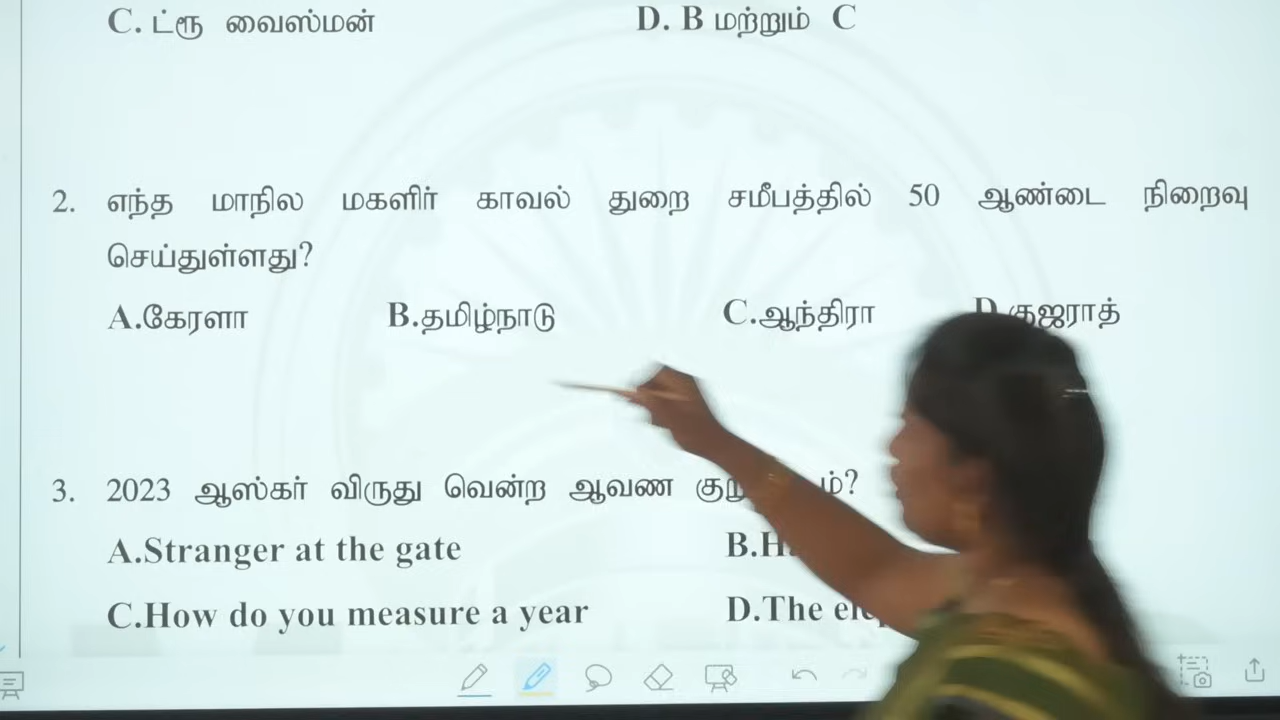 C. ட்ரூ வைஸ்மன் D. B மற்றும் C
2. எந்த மாநில மகளிர் காவல் துறை சமீபத்தில் 50 ஆண்டை நிறைவு
செய்துள்ளது?
A.கேரளா B.தமிழ்நாடு C.ஆந்திரா D.குஜராத்
3. 2023 ஆஸ்கர் விருது வென்ற ஆவண
A.Stranger at the gate
C.How do you measure a year D.The